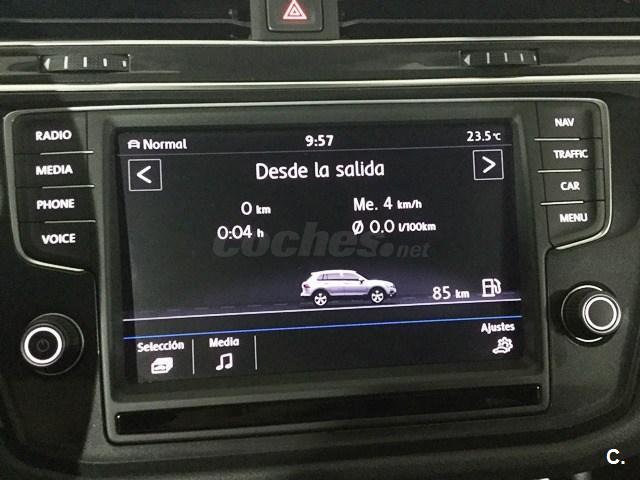 RADIO
MEDIA
PHONE
VOICE
NAV
TRAFFIC
CAR
MENU
Normal
9:57
23.5 °C
<
Desde la salida
>
0 km
Me. 4 km/h
0:04 h
Ø 0.0 l/100km
coches.net
85 km
Selección
Media
Ajustes
C.